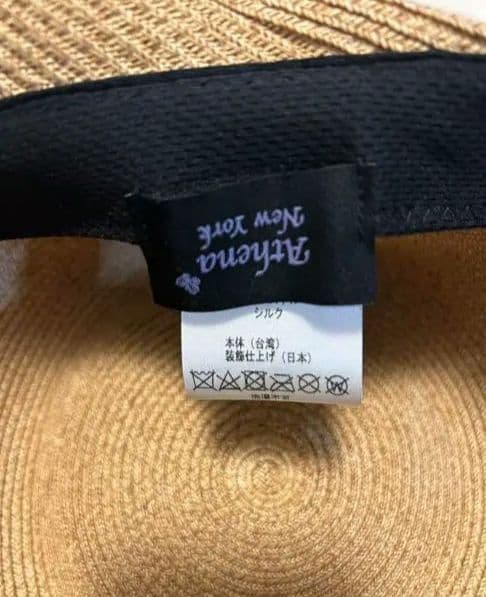 Athena
New York
シルク
本体（台湾）
装飾仕上げ（日本）